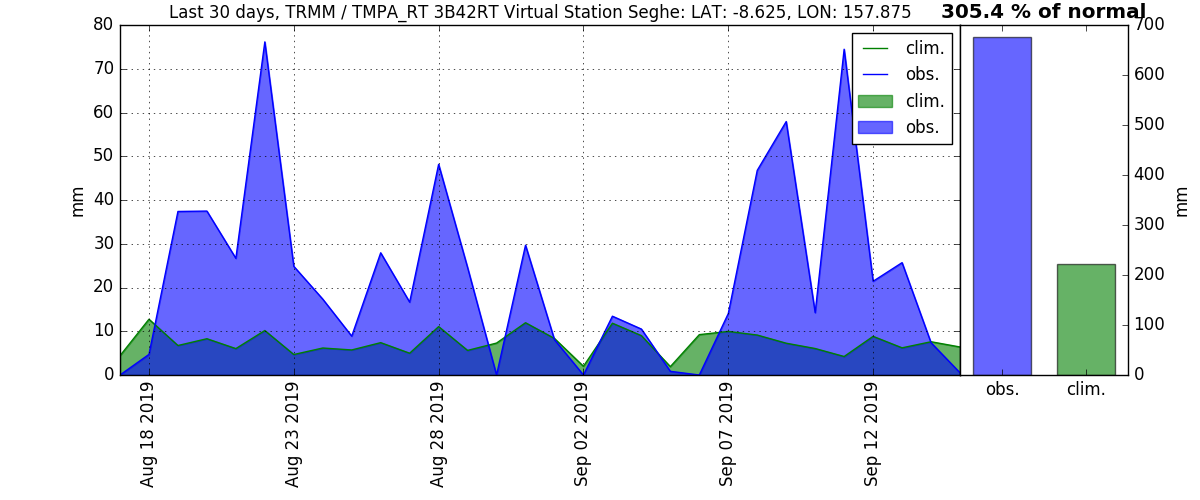 Last 30 days, TRMM / TMPA_RT 3B42RT Virtual Station Seghe: LAT: -8.625, LON: 157.875
305.4 % of normal
80
70
60
50
40
30
20
10
0
mm
clim.
obs.
clim.
obs.
Aug 18 2019
Aug 23 2019
Aug 28 2019
Sep 02 2019
Sep 07 2019
Sep 12 2019
700
600
500
400
300
200
100
0
mm
obs.
clim.